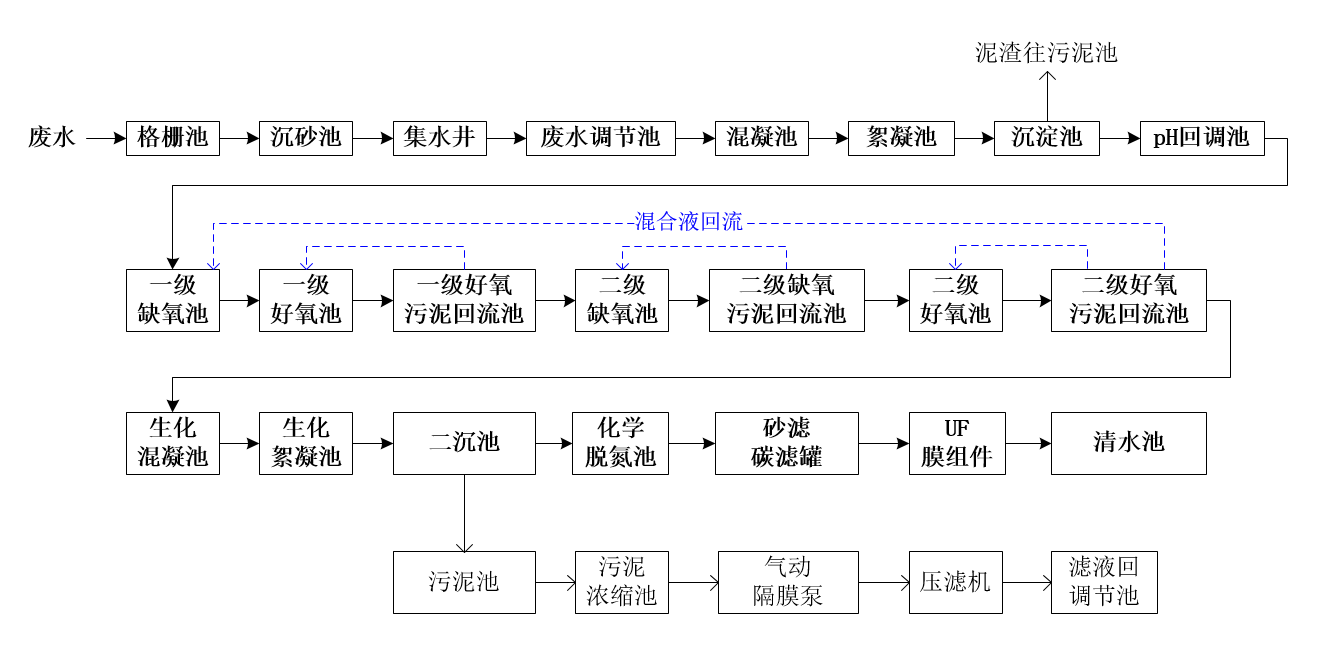 泥渣往污泥池
废水
格栅池
沉砂池
集水井
废水调节池
混凝池
絮凝池
沉淀池
pH回调池
混合液回流
一级
缺氧池
一级
好氧池
一级好氧
污泥回流池
二级
缺氧池
二级缺氧
污泥回流池
二级
好氧池
二级好氧
污泥回流池
生化
混凝池
生化
絮凝池
二沉池
化学
脱氮池
砂滤
碳滤罐
UF
膜组件
清水池
污泥池
污泥
浓缩池
气动
隔膜泵
压滤机
滤液回
调节池